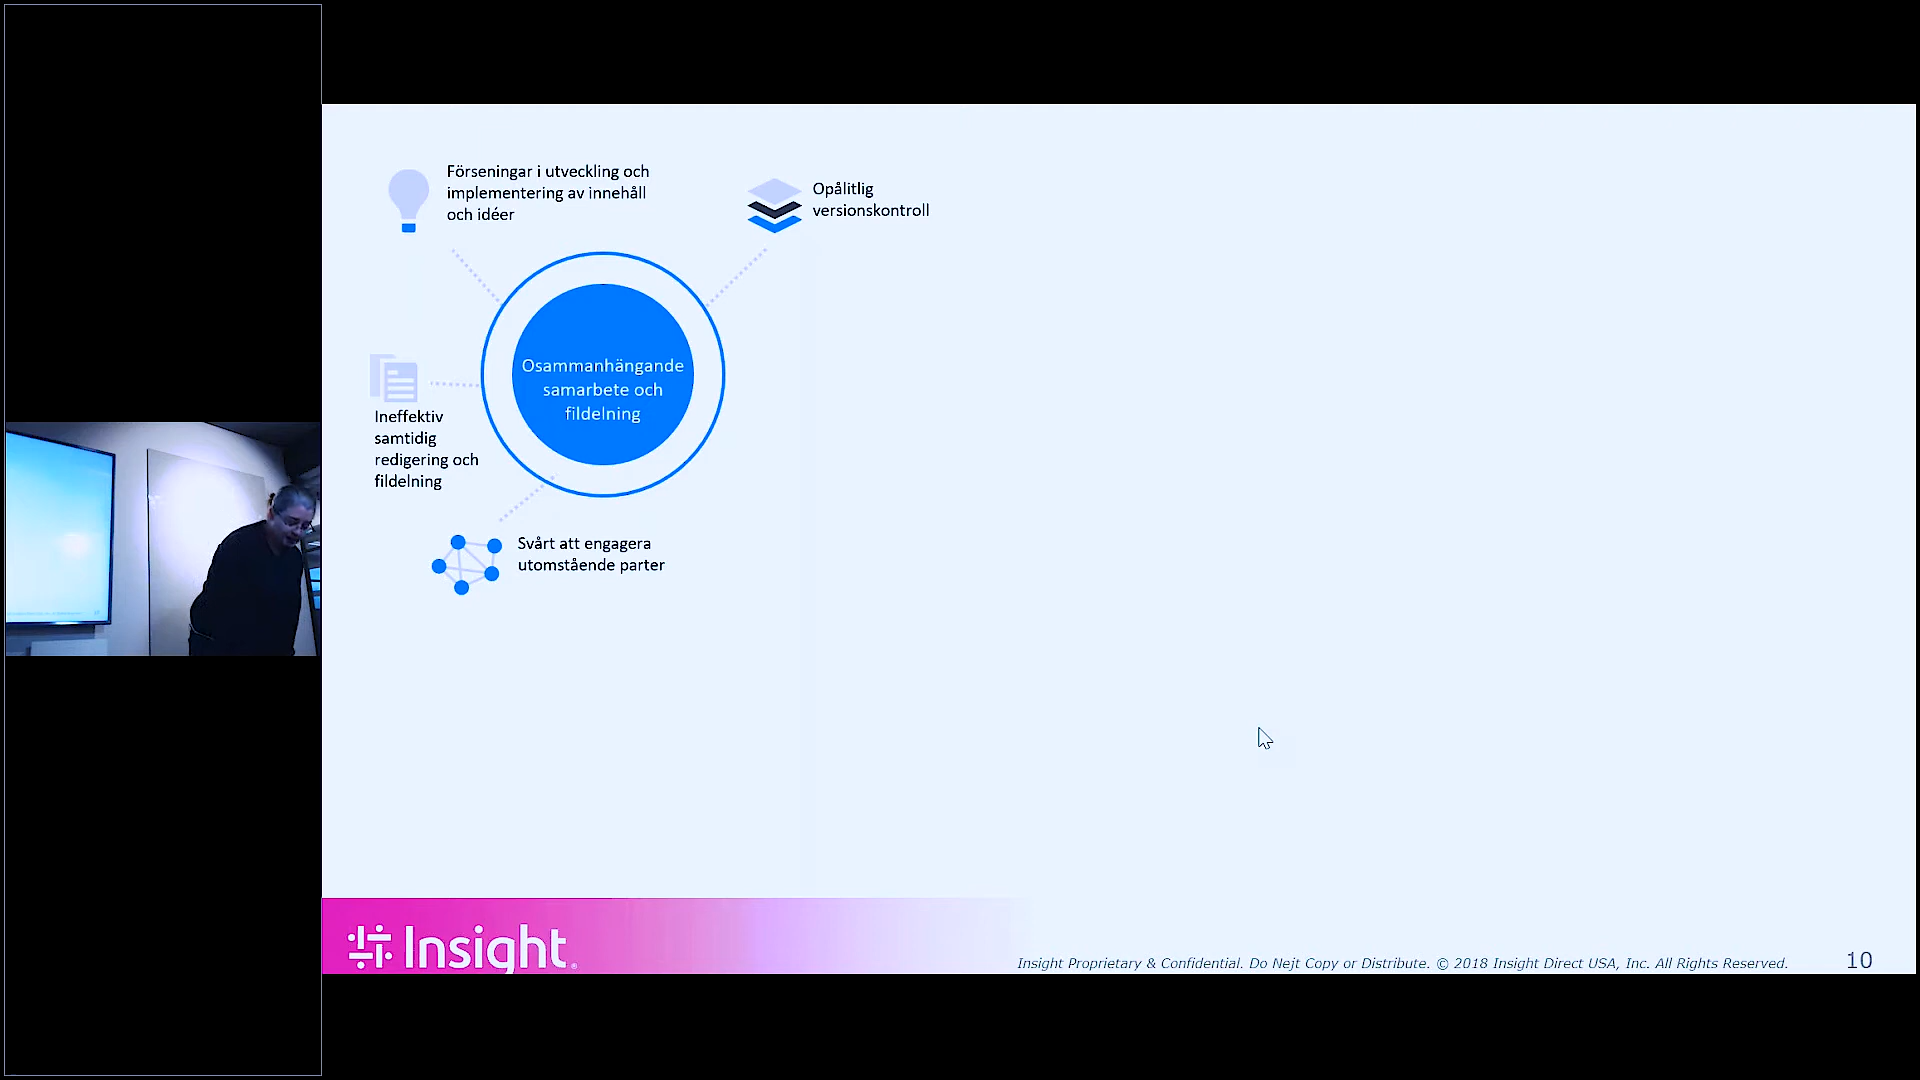 Förseningar i utveckling och
implementering av innehåll
och idéer
Opålitlig
versionskontroll
Osammanhängande
samarbete och
fildelning
Ineffektiv
samtidig
redigering och
fildelning
Svårt att engagera
utomstående parter
Insight®
Insight Proprietary & Confidential. Do Nejt Copy or Distribute. © 2018 Insight Direct USA, Inc. All Rights Reserved.
10